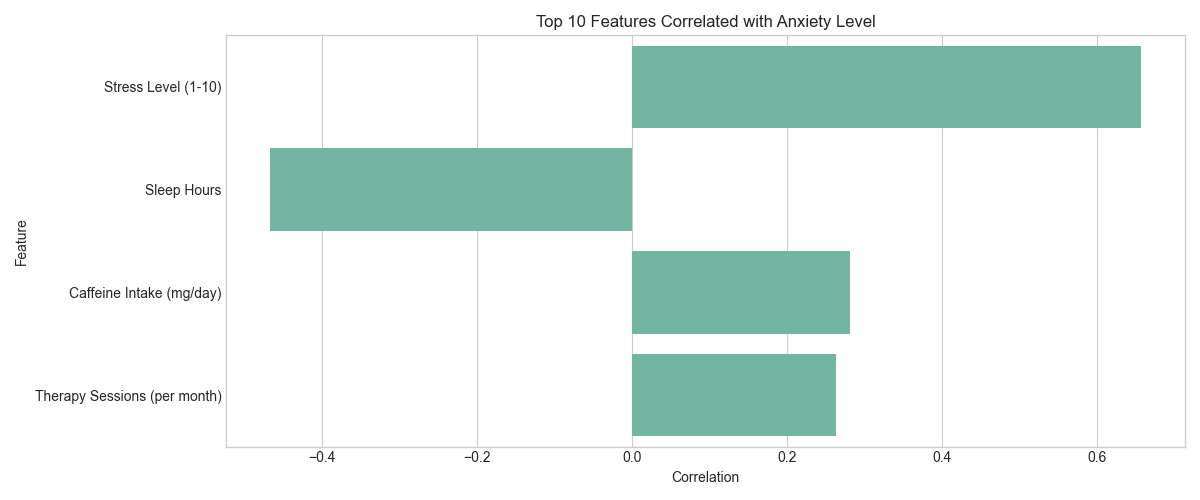 Top 10 Features Correlated with Anxiety Level
Feature
Stress Level (1-10)
Sleep Hours
Caffeine Intake (mg/day)
Therapy Sessions (per month)
−0.4 −0.2 0.0 0.2 0.4 0.6
Correlation